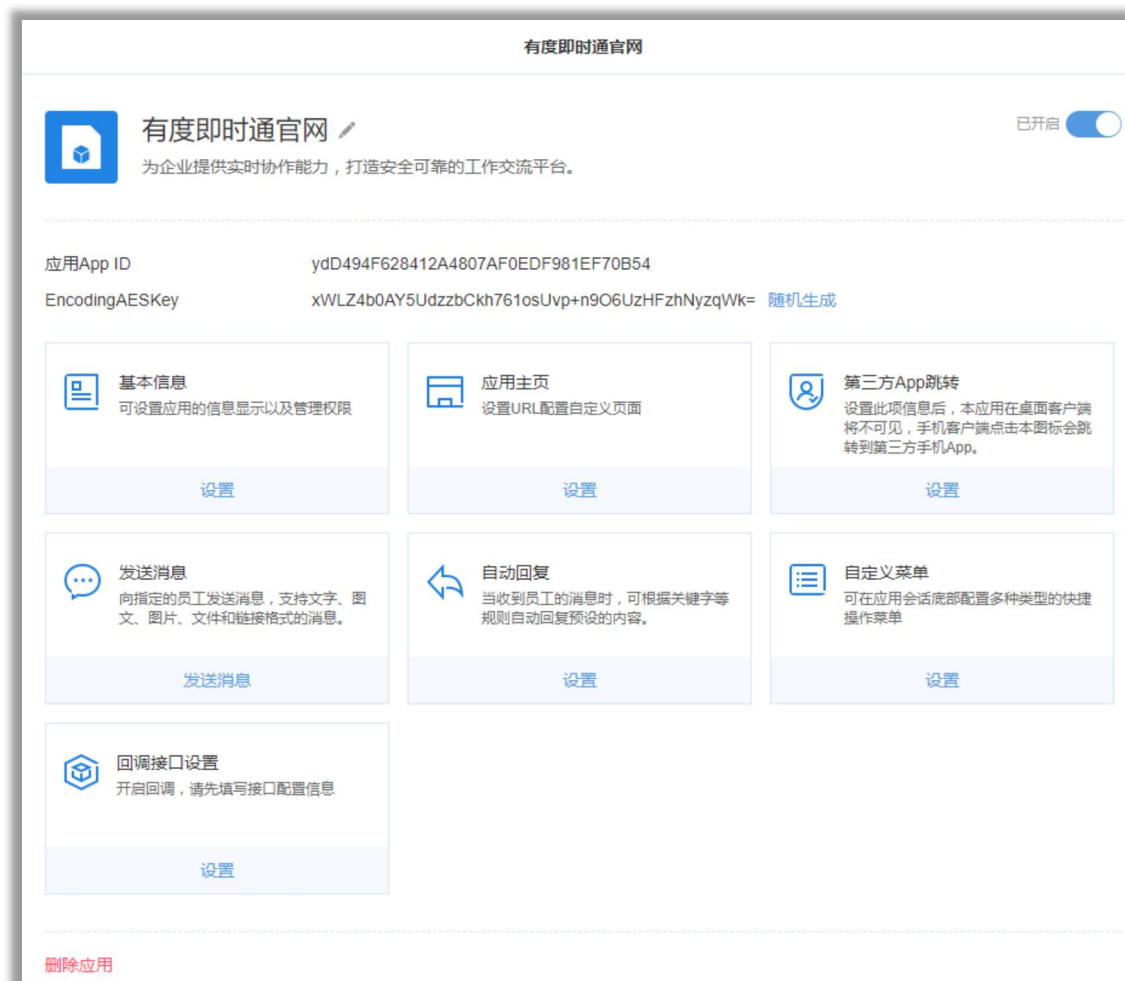 有度即时通官网
有度即时通官网
已开启
为企业提供实时协作能力，打造安全可靠的工作交流平台。
应用App ID
ydD494F628412A4807AF0EDF981EF70B54
EncodingAESKey
xWLZ4b0AY5UdzzbCkh761osUvp+n9O6UzHFzhNyzqWk=
随机生成
基本信息
可设置应用的信息显示以及管理权限
设置
应用主页
设置URL配置自定义页面
设置
第三方App跳转
设置此项信息后，本应用在桌面客户端
将不可见，手机客户端点击本图标会跳
转到第三方手机App。
设置
发送消息
向指定的员工发送消息，支持文字、图
文、图片、文件和链接格式的消息。
发送消息
自动回复
当收到员工的消息时，可根据关键字等
规则自动回复预设的内容。
设置
自定义菜单
可在应用会话底部配置多种类型的快捷
操作菜单
设置
回调接口设置
开启回调，请先填写接口配置信息
设置
删除应用